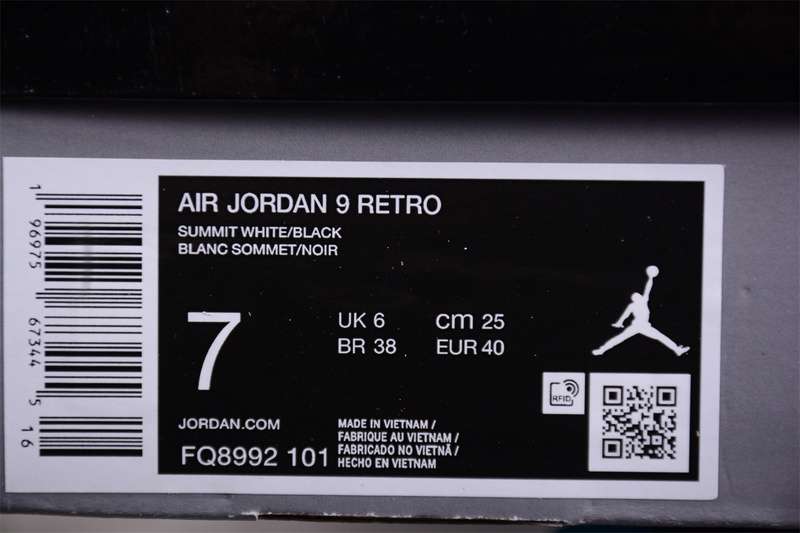 AIR JORDAN 9 RETRO
SUMMIT WHITE/BLACK
BLANC SOMMET/NOIR
7
UK 6
cm 25
BR 38
EUR 40
RFID
JORDAN.COM
FQ8992 101
MADE IN VIETNAM /
FABRIQUE AU VIETNAM /
FABRICADO NO VIETNÃ /
HECHO EN VIETNAM
1 96975 67344 5 16